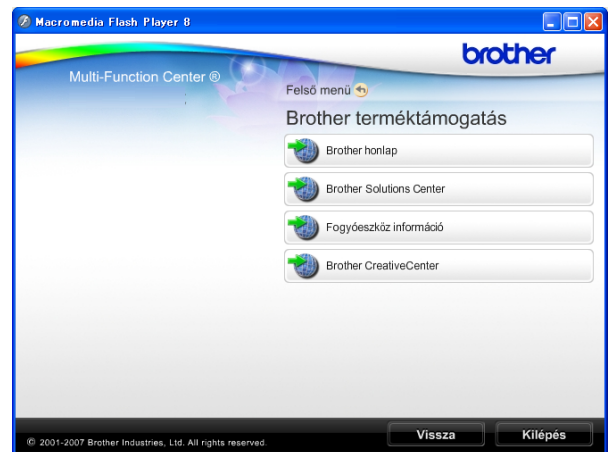 Macromedia Flash Player 8
brother
Multi-Function Center ®
Felső menü
Brother terméktámogatás
Brother honlap
Brother Solutions Center
Fogyóeszköz információ
Brother CreativeCenter
© 2001-2007 Brother Industries, Ltd. All rights reserved.
Vissza
Kilépés